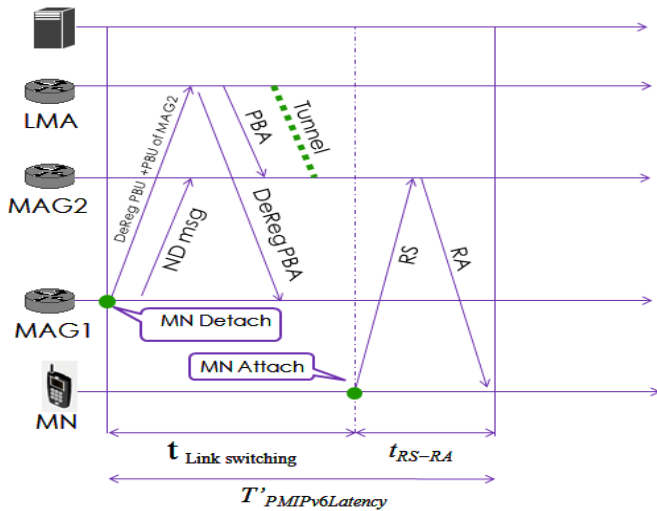 LMA
DeReg PBU +PBU of MAG2
PBA
Tunnel
MAG2
ND msg
DeReg PBA
RS
RA
MAG1
MN Detach
MN Attach
MN
t Link switching
tRS–RA
T'PMIPv6Latency